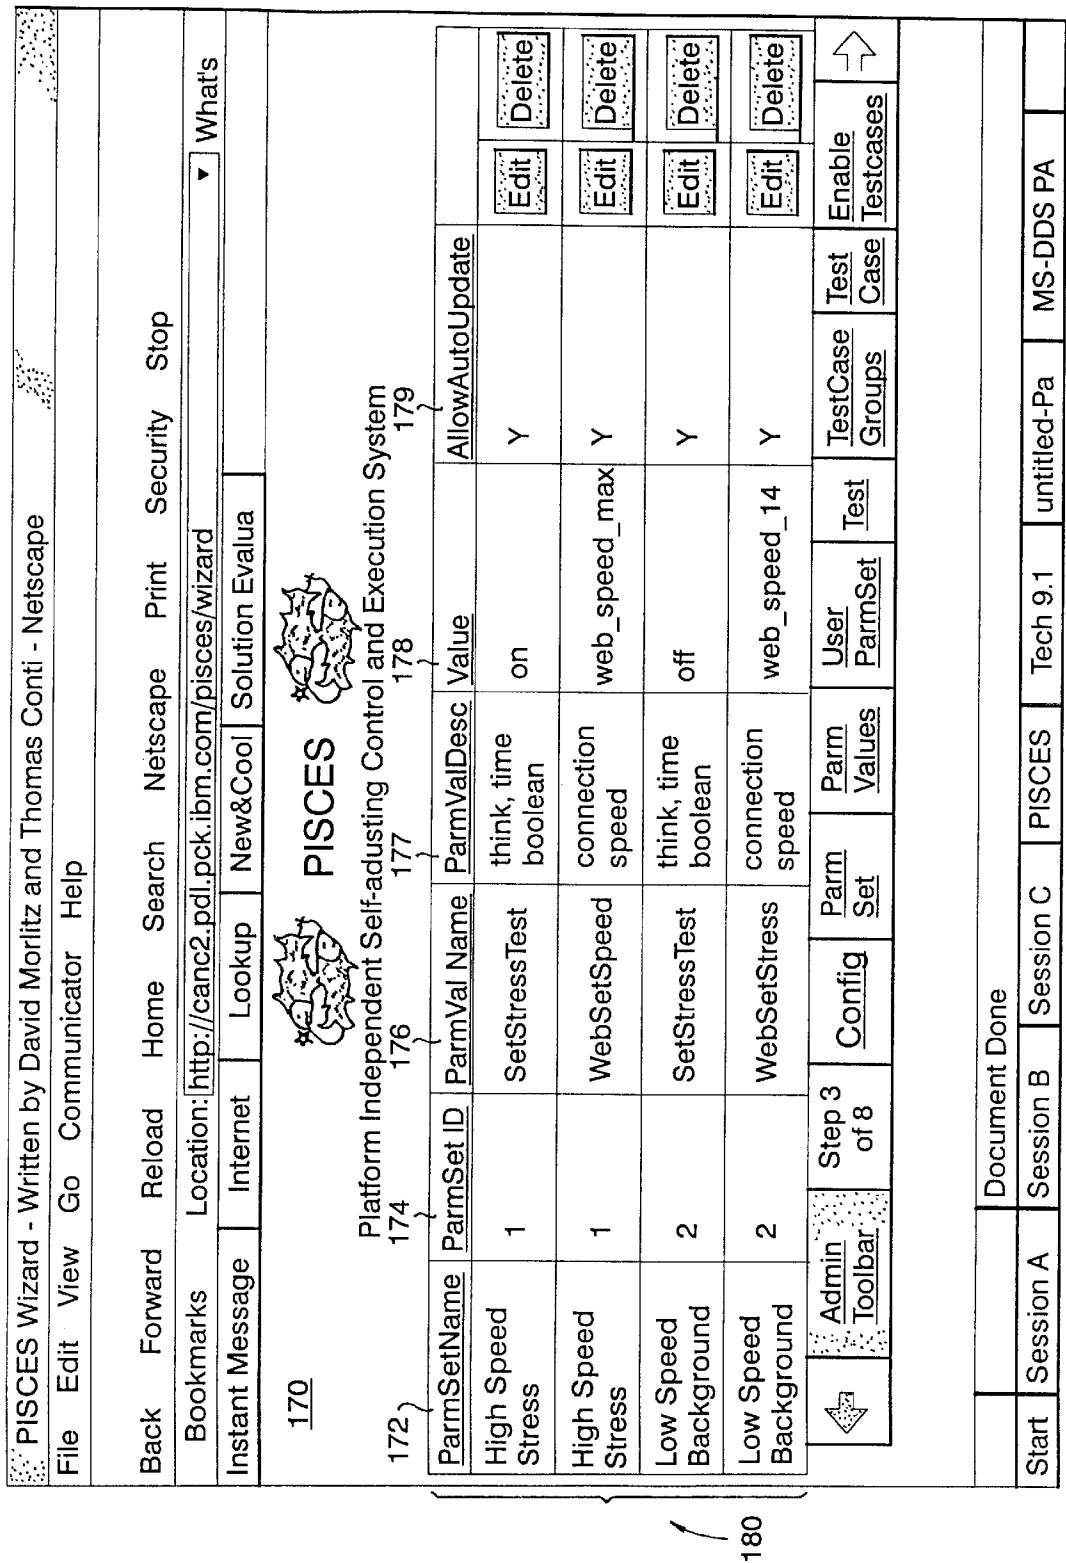 PISCES Wizard - Written by David Morlitz and Thomas Conti - Netscape
File Edit View Go Communicator Help
Back Forward Reload Home Search Netscape Print Security Stop
Bookmarks Location: http://canc2.pdl.pck.ibm.com/pisces/wizard ▼ What's
Instant Message Internet Lookup New&Cool Solution Evalua
170
PISCES
Platform Independent Self-adusting Control and Execution System
172 174 176 177 178 179
ParmSetName ParmSet ID ParmVal Name ParmValDesc Value AllowAutoUpdate
High Speed Stress 1 SetStressTest think, time boolean on Y Edit Delete
High Speed Stress 1 WebSetSpeed connection speed web_speed_max Y Edit Delete
Low Speed Background 2 SetStressTest think, time boolean off Y Edit Delete
Low Speed Background 2 WebSetStress connection speed web_speed_14 Y Edit Delete
180
Admin Toolbar Step 3 of 8 Config Parm Set Parm Values User ParmSet Test TestCase Groups Test Case Enable Testcases
Document Done
Start Session A Session B Session C PISCES Tech 9.1 untitled-Pa MS-DDS PA